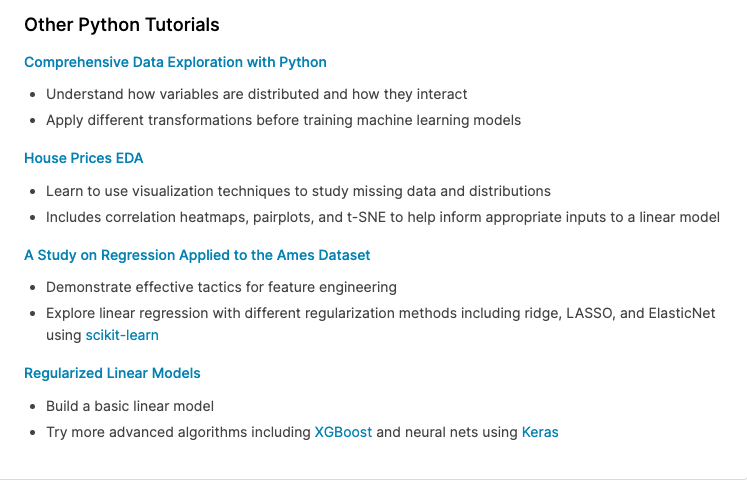 Other Python Tutorials
Comprehensive Data Exploration with Python
• Understand how variables are distributed and how they interact
• Apply different transformations before training machine learning models
House Prices EDA
• Learn to use visualization techniques to study missing data and distributions
• Includes correlation heatmaps, pairplots, and t-SNE to help inform appropriate inputs to a linear model
A Study on Regression Applied to the Ames Dataset
• Demonstrate effective tactics for feature engineering
• Explore linear regression with different regularization methods including ridge, LASSO, and ElasticNet
using scikit-learn
Regularized Linear Models
• Build a basic linear model
• Try more advanced algorithms including XGBoost and neural nets using Keras